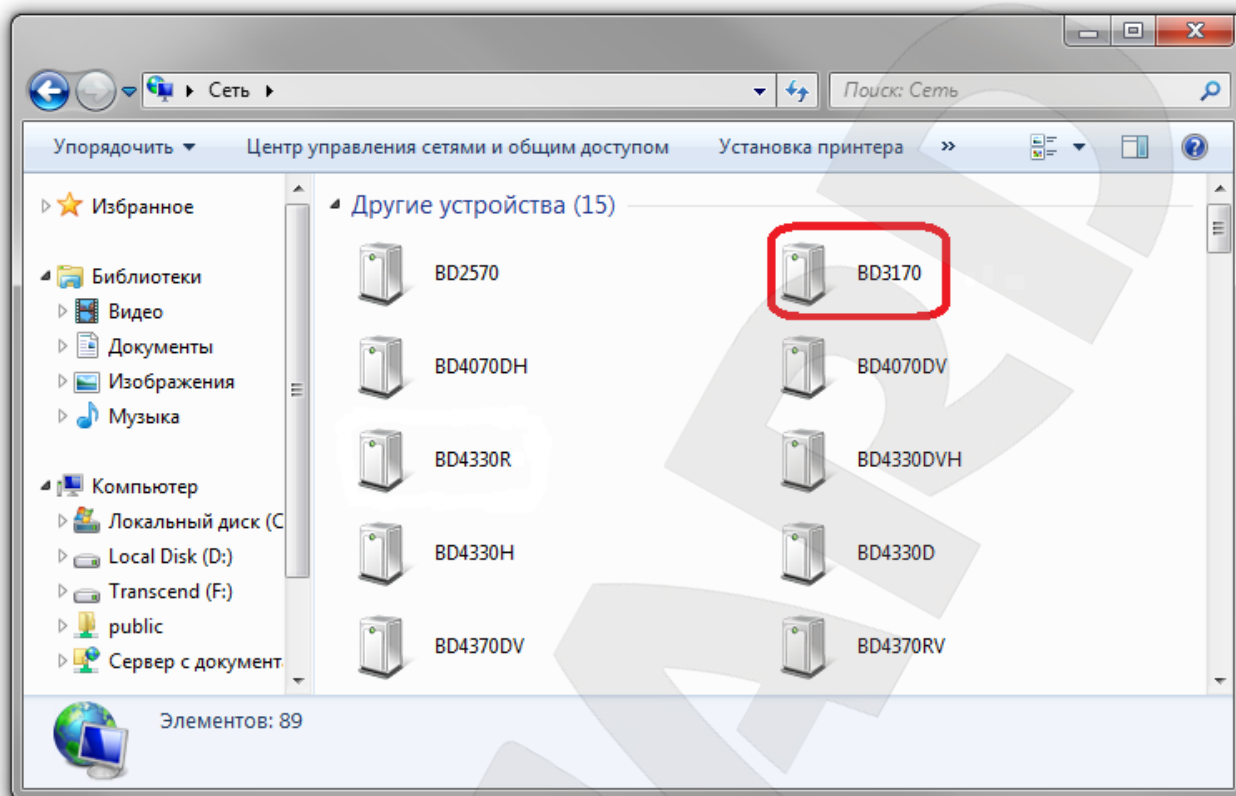 Сеть
Поиск: Сеть
Упорядочить Центр управления сетями и общим доступом Установка принтера »
Избранное
Библиотеки
Видео
Документы
Изображения
Музыка
Компьютер
Локальный диск (C
Local Disk (D:)
Transcend (F:)
public
Сервер с документ
Другие устройства (15)
BD2570 BD3170
BD4070DH BD4070DV
BD4330R BD4330DVH
BD4330H BD4330D
BD4370DV BD4370RV
Элементов: 89